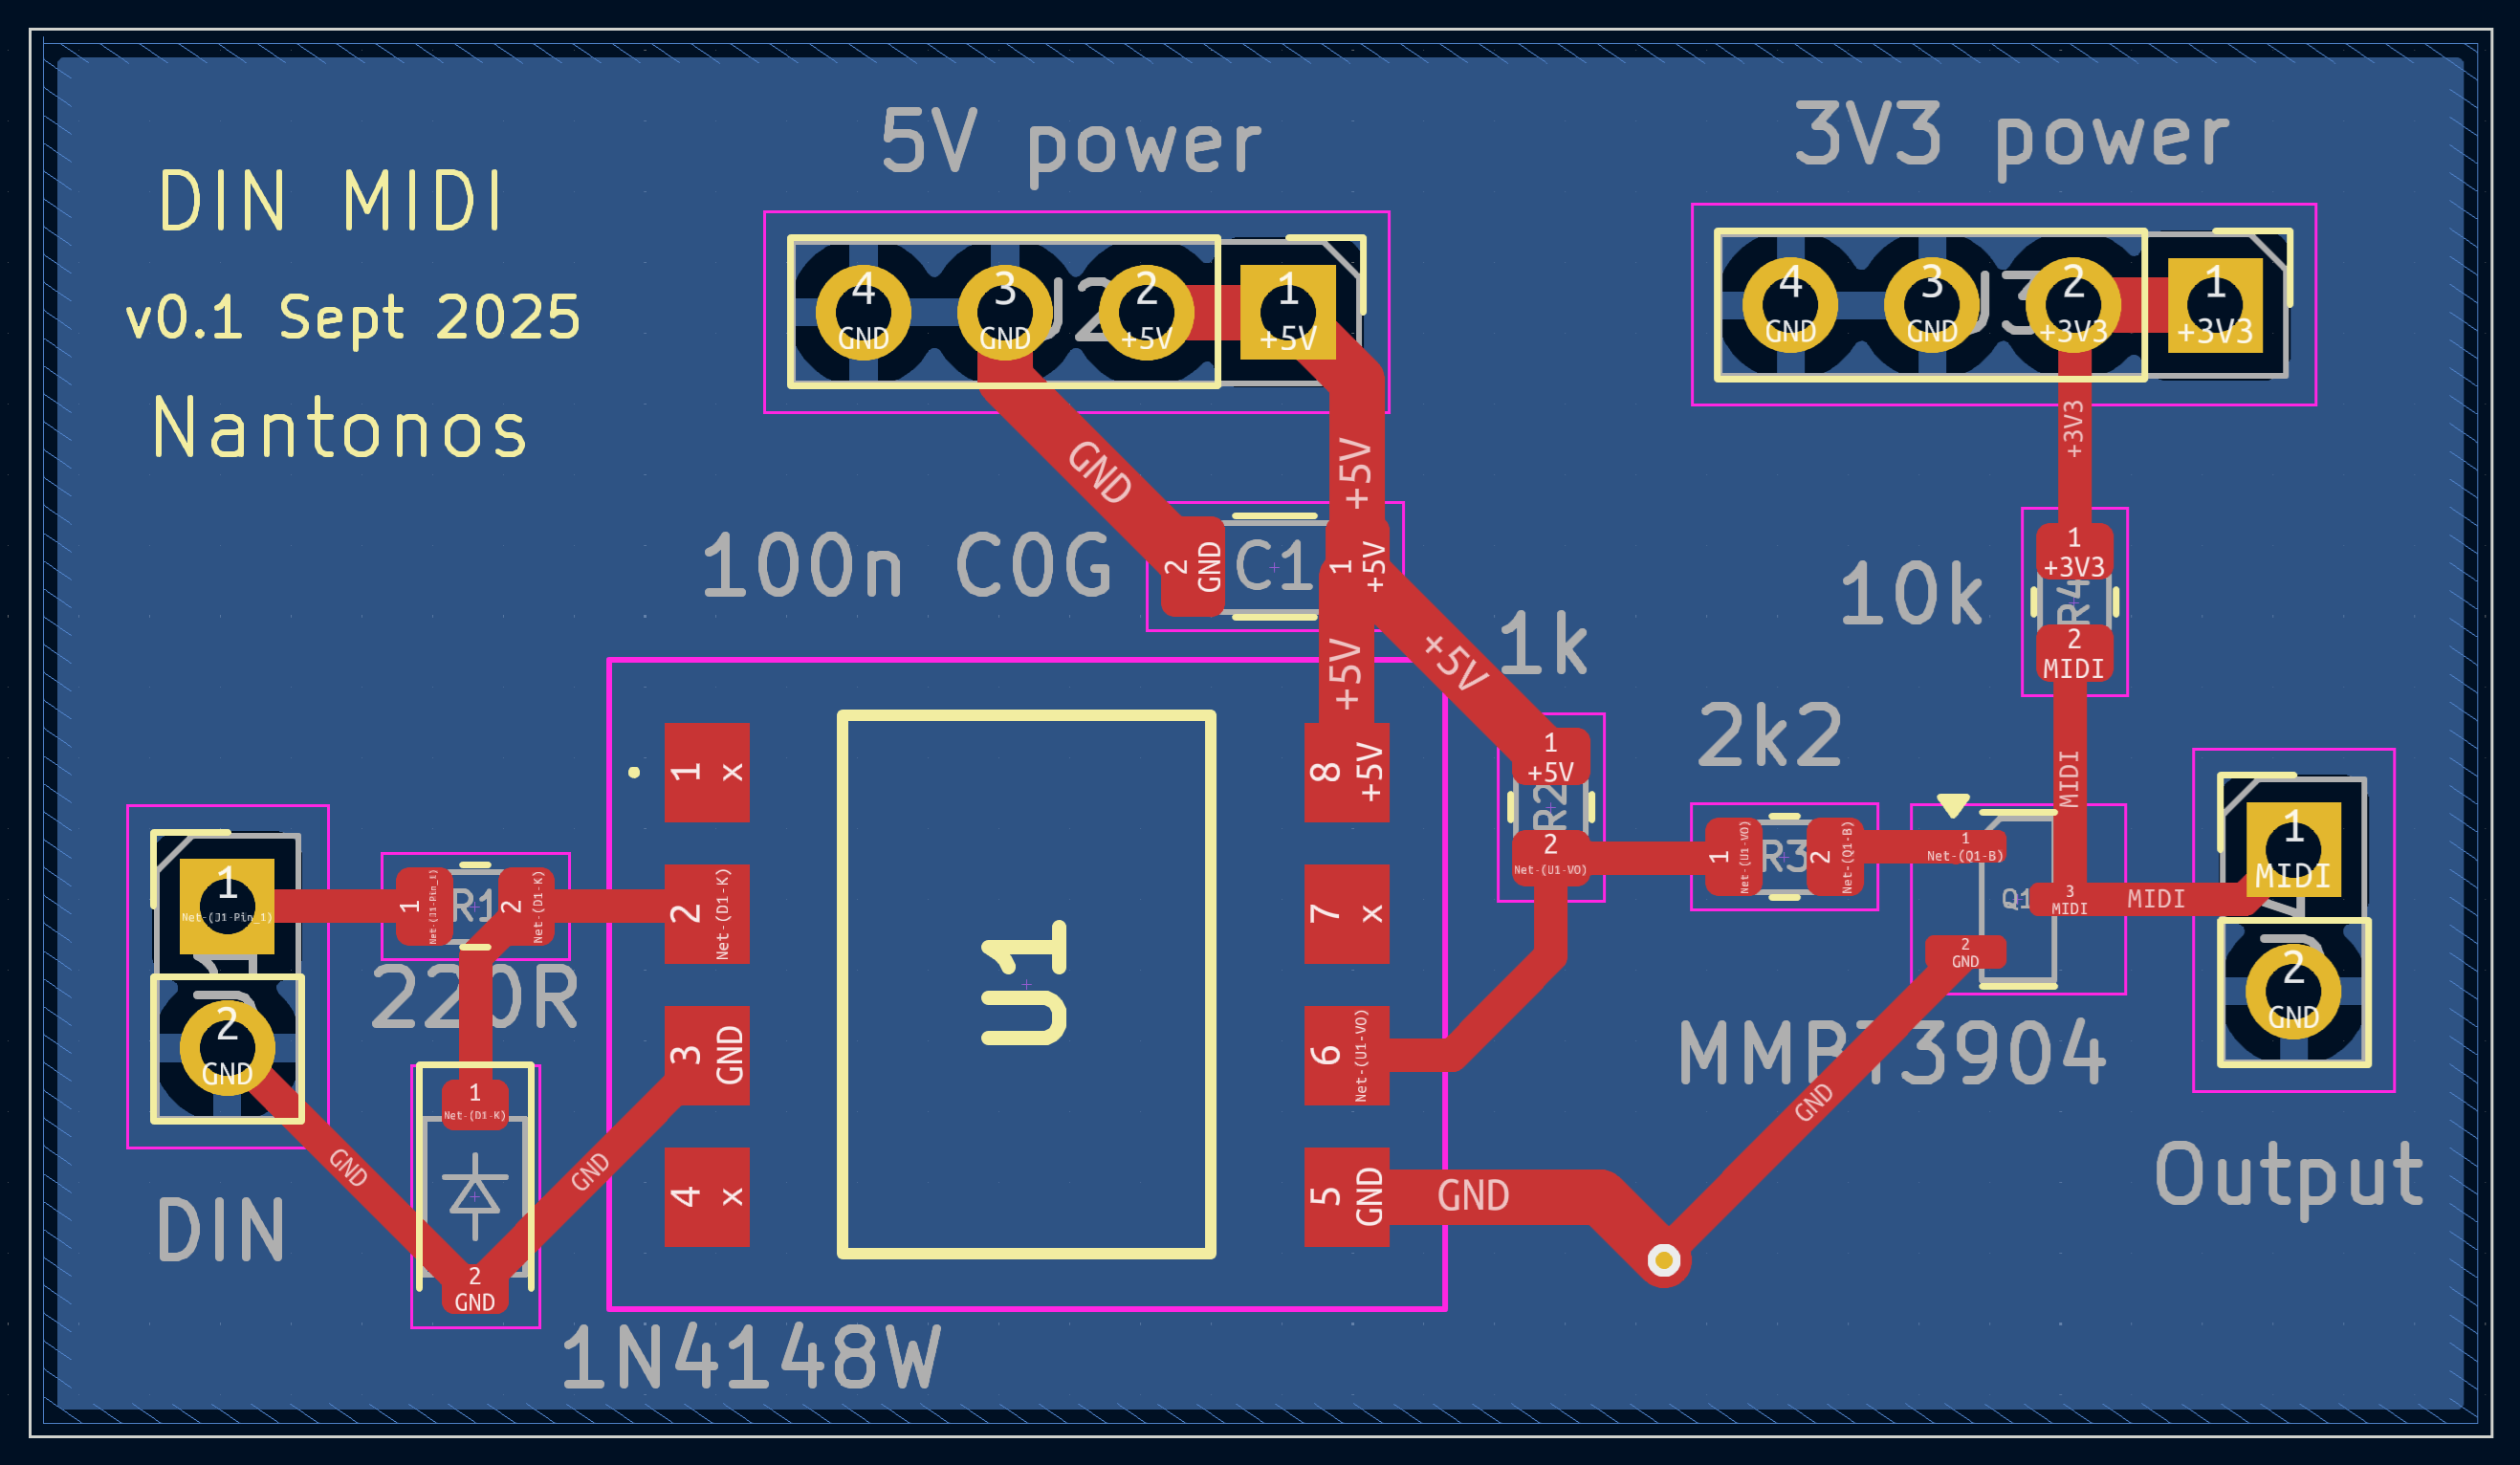 5V power
3V3 power
DIN MIDI
v0.1 Sept 2025
Nantonos
4
GND
3
GND
J2
2
+5V
1
+5V
4
GND
3
GND
J3
2
+3V3
1
+3V3
+3V3
GND
+5V
100n C0G
2
GND
C1
1
+5V
10k
1
+3V3
R4
2
MIDI
+5V
+5V
1k
2k2
MIDI
1
x
8
+5V
1
+5V
R2
2
Net-(U1-VO)
1
Net-(U1-VO)
R3
2
Net-(Q1-B)
1
Net-(Q1-B)
Q1
3
MIDI
MIDI
2
GND
1
MIDI
2
GND
1
Net-(J1-Pin_1)
1
Net-(J1-Pin_1)
R1
2
Net-(D1-K)
2
Net-(D1-K)
7
x
U1
220R
2
GND
3
GND
6
Net-(U1-VO)
MMBT3904
1
Net-(D1-K)
GND
GND
GND
4
x
5
GND
GND
DIN
Output
2
GND
1N4148W